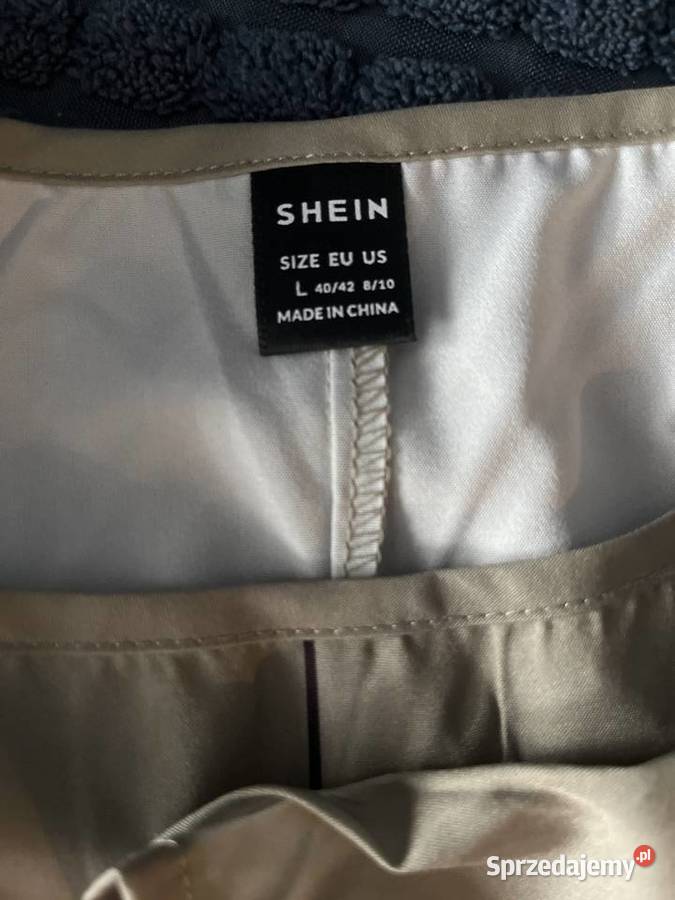 SHEIN
SIZE EU US
L 40/42 8/10
MADE IN CHINA
Sprzedajemy.pl